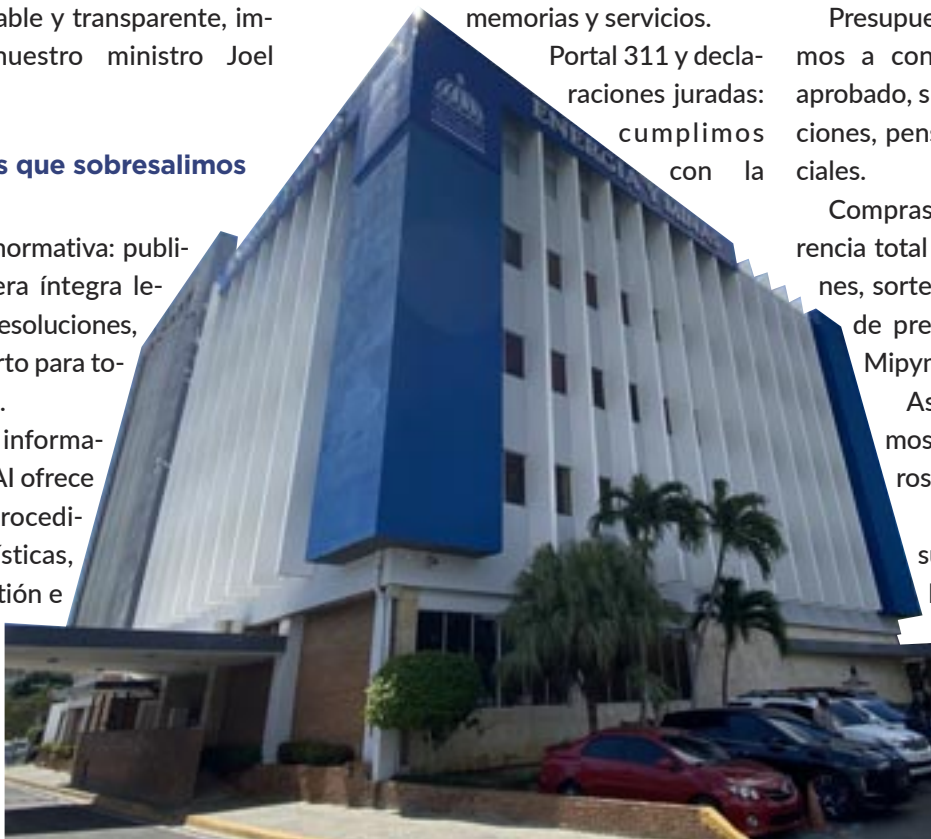 able y transparente, im-
nuestro ministro Joel
s que sobresalimos
normativa: publi-
era íntegra le-
esoluciones,
rto para to-
.
informa-
AI ofrece
rocedi-
ísticas,
tión e
memorias y servicios.
Portal 311 y decla-
raciones juradas:
cumplimos
con la
ENERGÍA Y MINAS
Presupue
mos a con
aprobado, s
ciones, pens
ciales.
Compras
rencia total
nes, sorte
de pre
Mipym
As
mos
ros
su